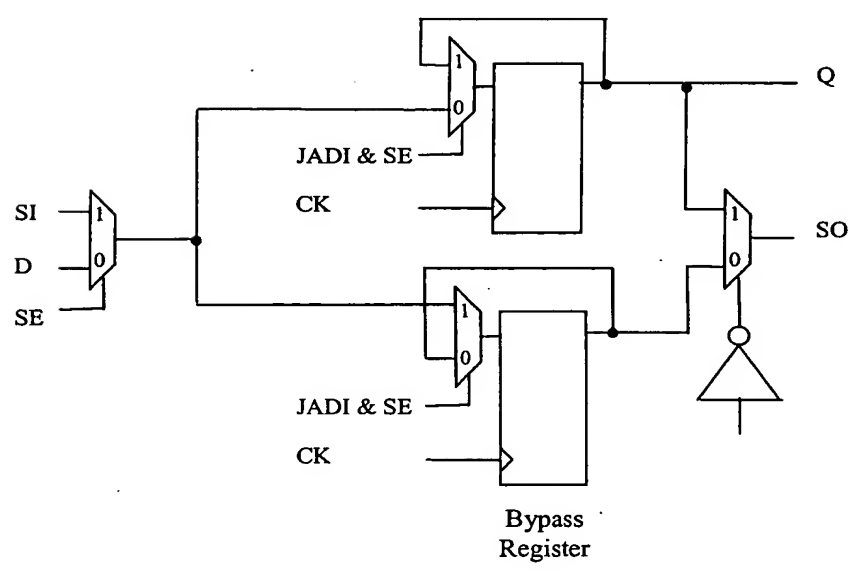 1
0
Q
JADI & SE
CK
SI
1
0
D
SE
1
0
SO
1
0
JADI & SE
CK
Bypass
Register